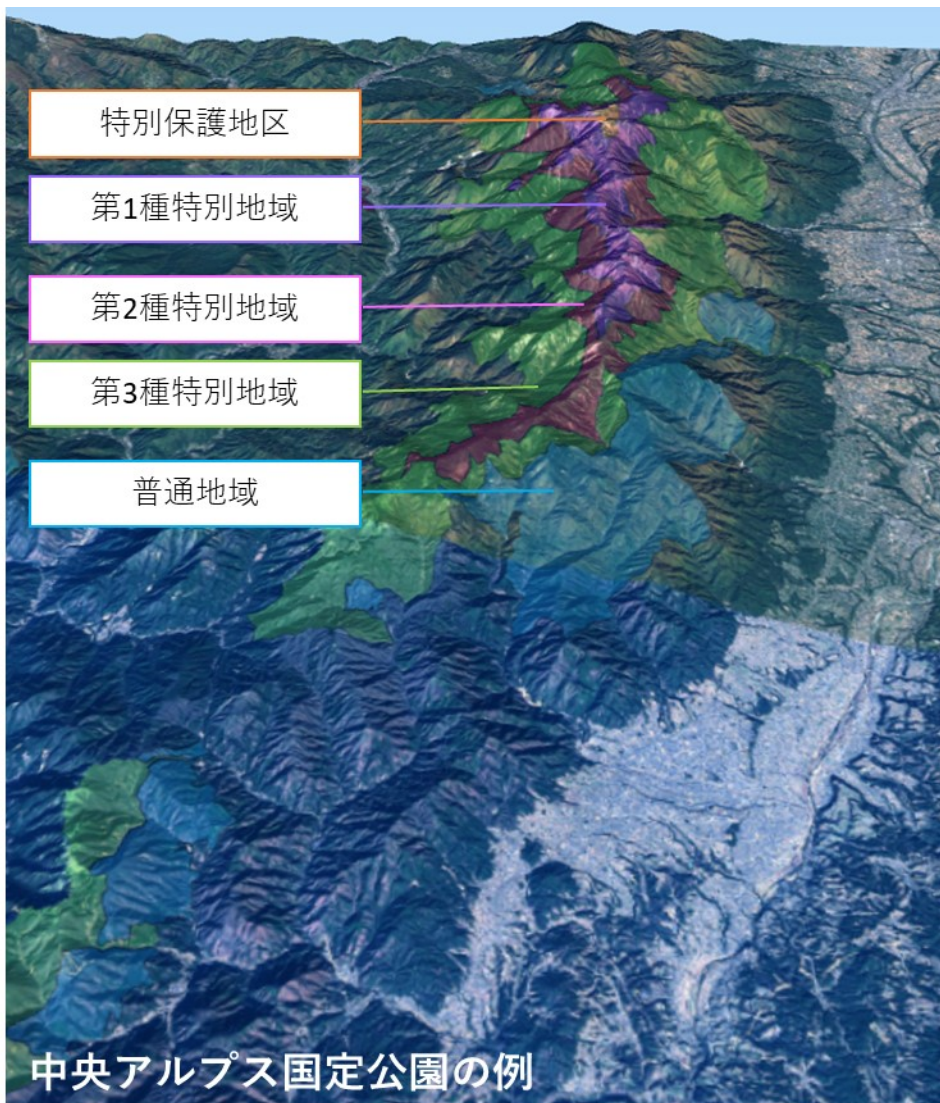 特別保護地区
第1種特別地域
第2種特別地域
第3種特別地域
普通地域
中央アルプス国定公園の例